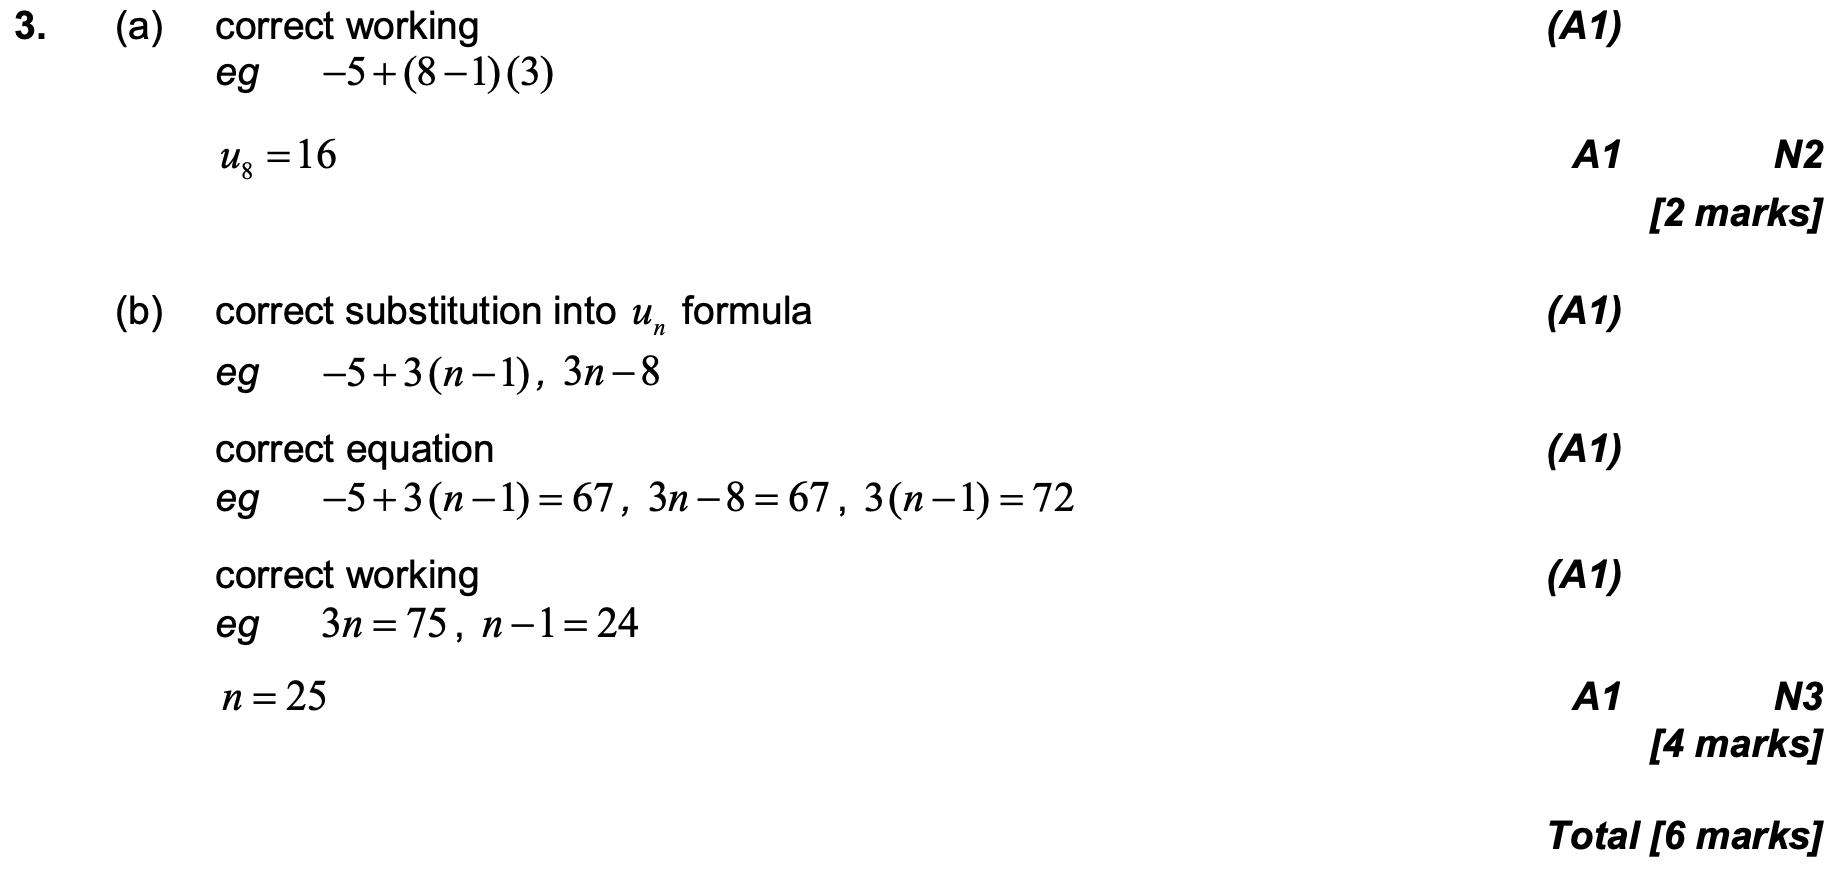 3. (a) correct working (A1)
eg −5+(8−1)(3)
u₈ =16 A1 N2
[2 marks]
(b) correct substitution into uₙ formula (A1)
eg −5+3(n−1), 3n−8
correct equation (A1)
eg −5+3(n−1)=67, 3n−8=67, 3(n−1)=72
correct working (A1)
eg 3n=75, n−1=24
n=25 A1 N3
[4 marks]
Total [6 marks]